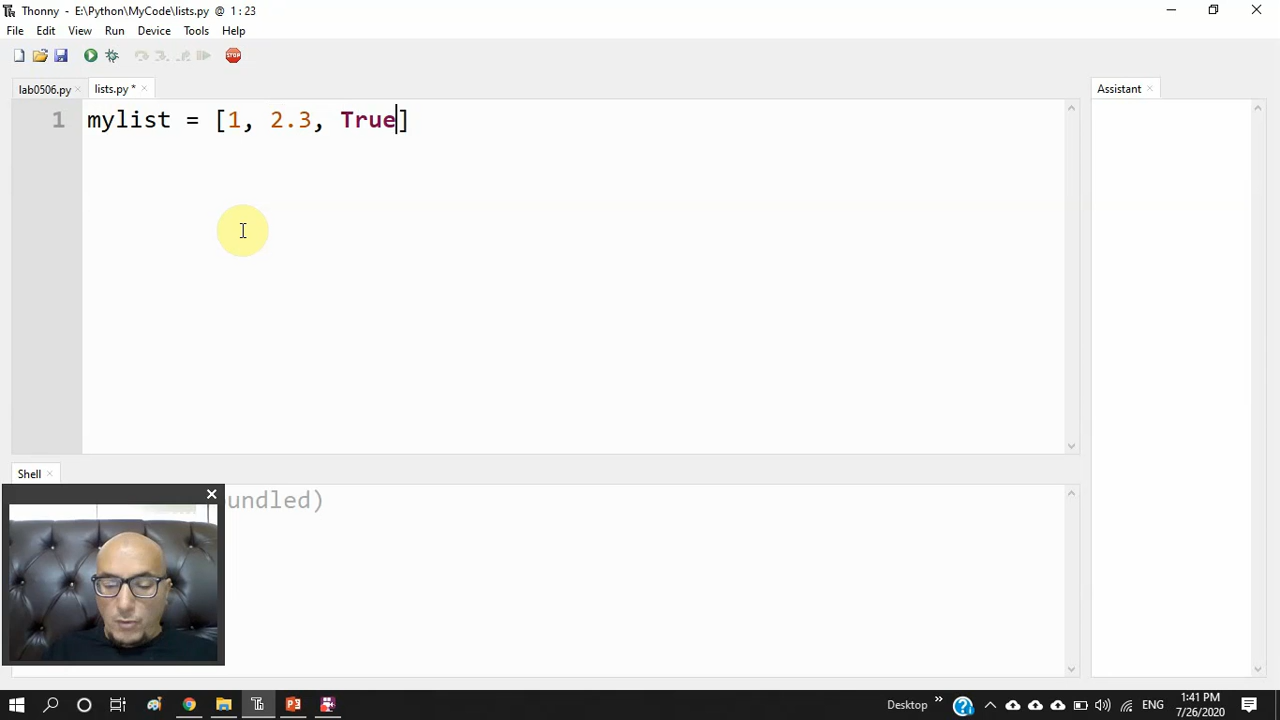 Thonny - E:\Python\MyCode\lists.py @ 1 : 23
File Edit View Run Device Tools Help
STOP
lab0506.py × lists.py * × Assistant ×
1 mylist = [1, 2.3, True]
Shell ×
undled)
Desktop » ENG 1:41 PM
7/26/2020